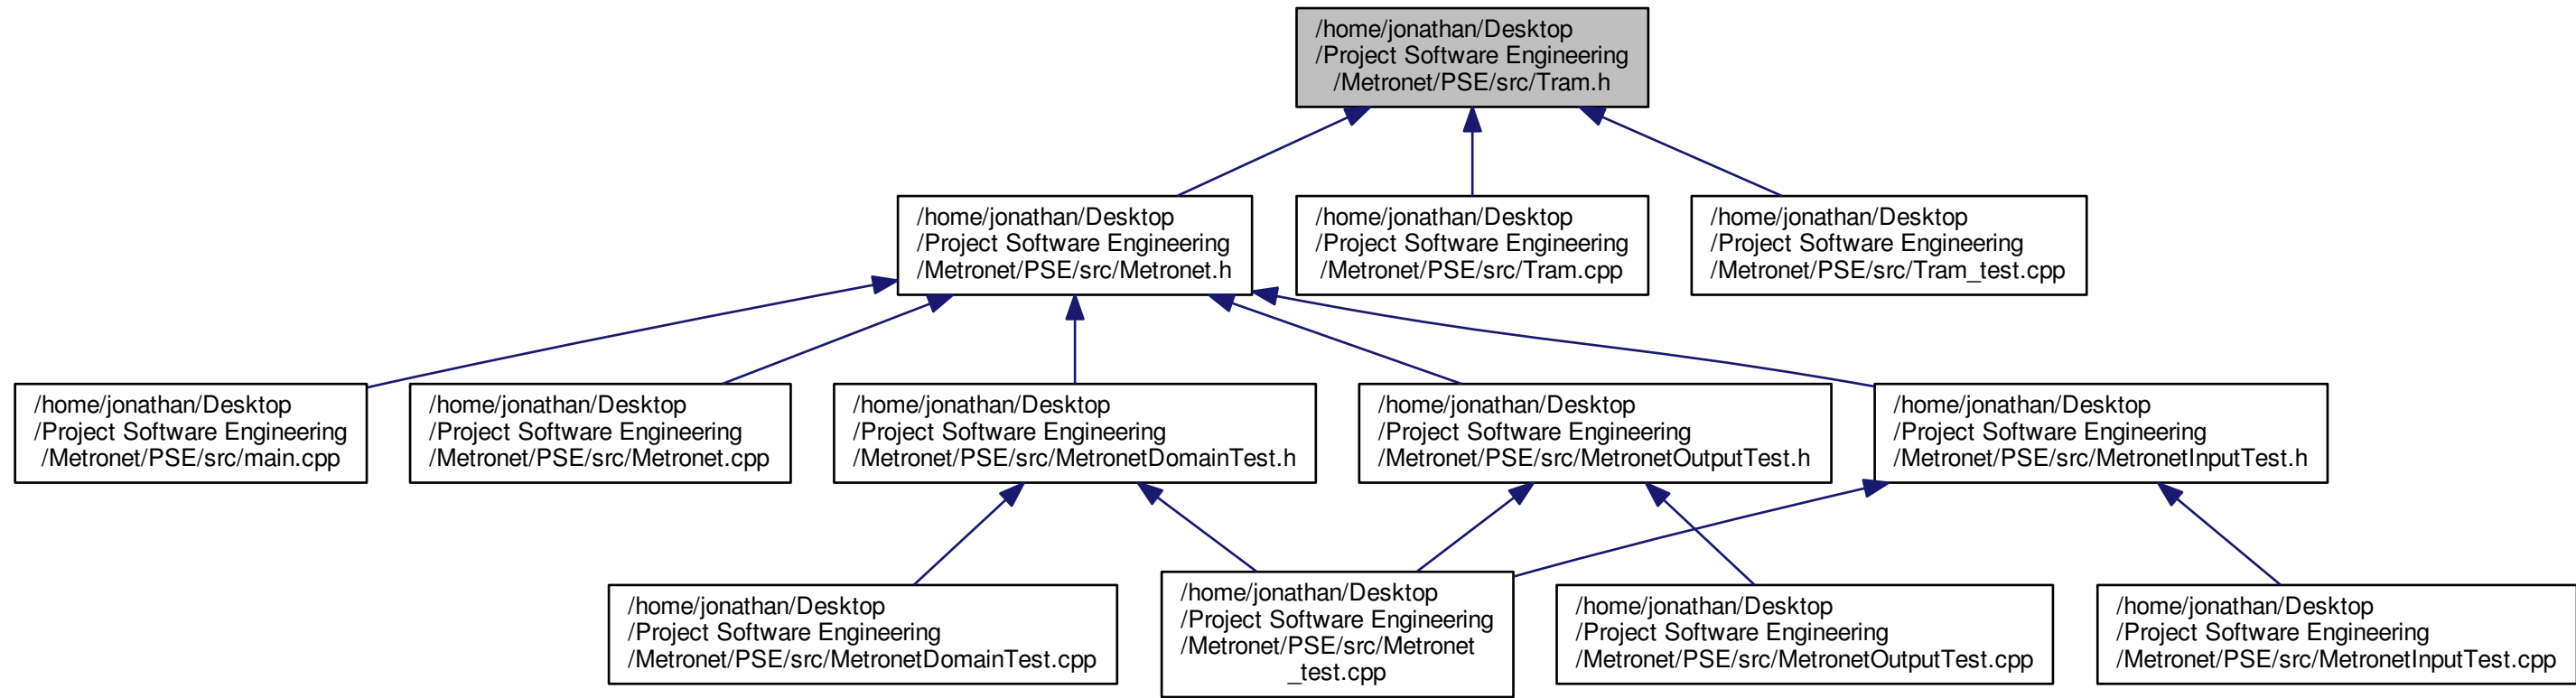 /home/jonathan/Desktop
/Project Software Engineering
/Metronet/PSE/src/Tram.h
/home/jonathan/Desktop
/Project Software Engineering
/Metronet/PSE/src/Metronet.h
/home/jonathan/Desktop
/Project Software Engineering
/Metronet/PSE/src/Tram.cpp
/home/jonathan/Desktop
/Project Software Engineering
/Metronet/PSE/src/Tram_test.cpp
/home/jonathan/Desktop
/Project Software Engineering
/Metronet/PSE/src/main.cpp
/home/jonathan/Desktop
/Project Software Engineering
/Metronet/PSE/src/Metronet.cpp
/home/jonathan/Desktop
/Project Software Engineering
/Metronet/PSE/src/MetronetDomainTest.h
/home/jonathan/Desktop
/Project Software Engineering
/Metronet/PSE/src/MetronetOutputTest.h
/home/jonathan/Desktop
/Project Software Engineering
/Metronet/PSE/src/MetronetInputTest.h
/home/jonathan/Desktop
/Project Software Engineering
/Metronet/PSE/src/MetronetDomainTest.cpp
/home/jonathan/Desktop
/Project Software Engineering
/Metronet/PSE/src/Metronet
_test.cpp
/home/jonathan/Desktop
/Project Software Engineering
/Metronet/PSE/src/MetronetOutputTest.cpp
/home/jonathan/Desktop
/Project Software Engineering
/Metronet/PSE/src/MetronetInputTest.cpp